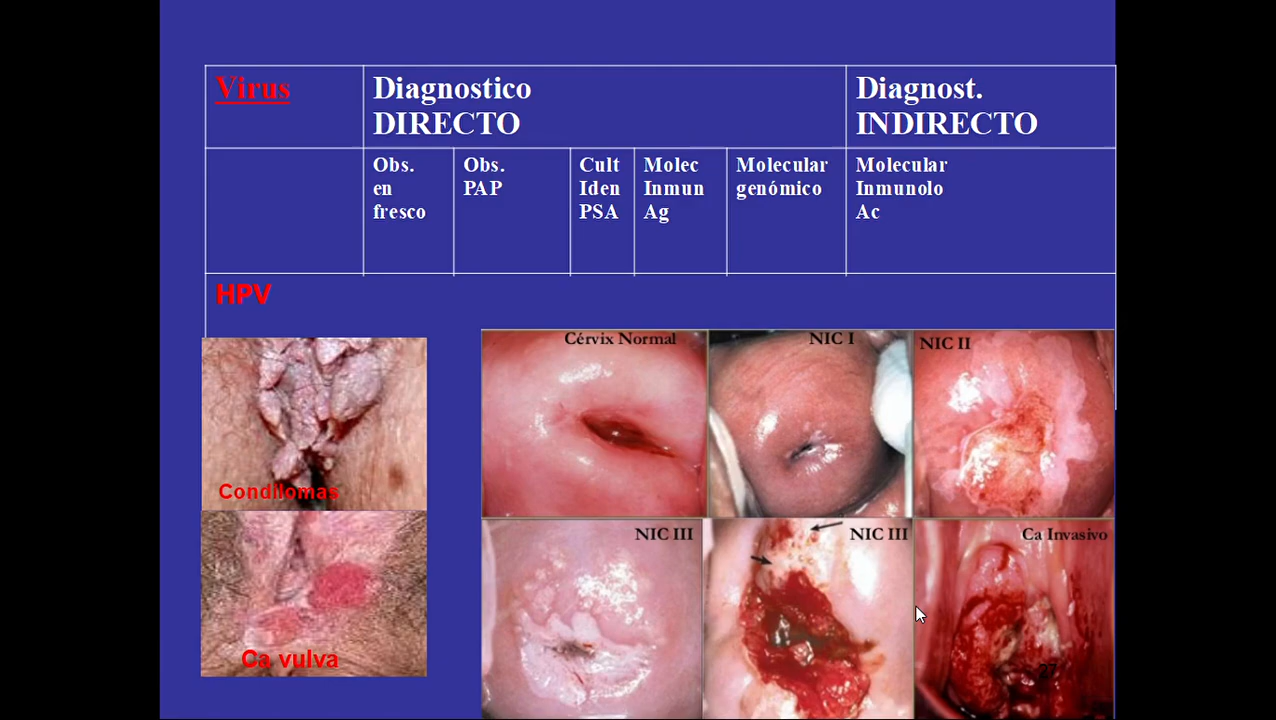 Virus
Diagnostico
DIRECTO
Diagnost.
INDIRECTO
Obs.
en
fresco
Obs.
PAP
Cult
Iden
PSA
Molec
Inmun
Ag
Molecular
genómico
Molecular
Inmunolo
Ac
HPV
Condilomas
Ca vulva
Cérvix Normal
NIC I
NIC II
NIC III
NIC III
Ca Invasivo
27